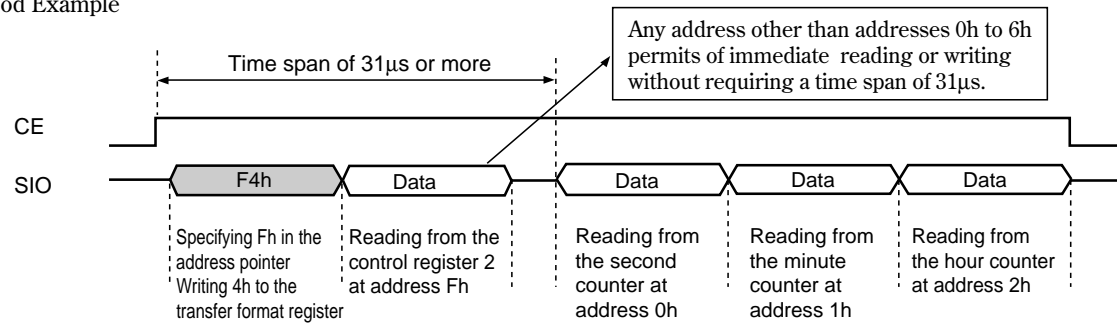 od Example
Any address other than addresses 0h to 6h
permits of immediate reading or writing
without requiring a time span of 31μs.
Time span of 31μs or more
CE
SIO
F4h
Data
Data
Data
Data
Specifying Fh in the
address pointer
Writing 4h to the
transfer format register
Reading from the
control register 2
at address Fh
Reading from
the second
counter at
address 0h
Reading from
the minute
counter at
address 1h
Reading from
the hour counter
at address 2h